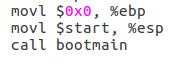 movl $0x0, %ebp
movl $start, %esp
call bootmain